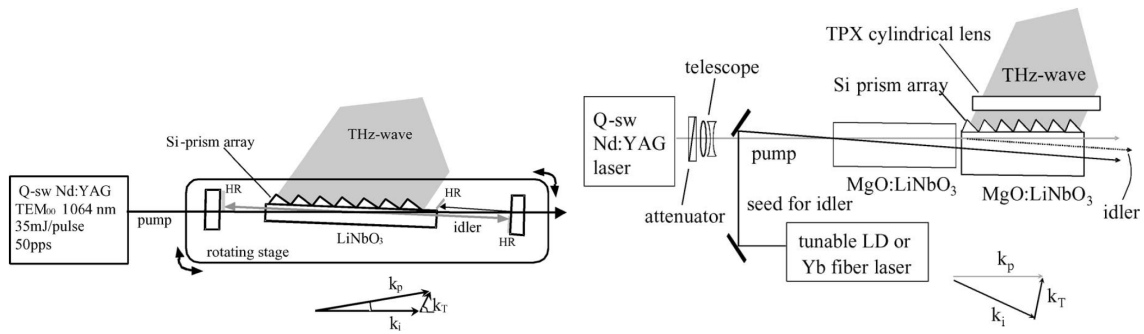 THz-wave
Si-prism array
Q-sw Nd:YAG
TEM₀₀ 1064 nm
35mJ/pulse
50pps
pump
HR
HR
idler
HR
LiNbO₃
rotating stage
kₚ
k_T
kᵢ
TPX cylindrical lens
THz-wave
telescope
Si prism array
Q-sw
Nd:YAG
laser
pump
MgO:LiNbO₃
MgO:LiNbO₃
attenuator
seed for idler
idler
tunable LD or
Yb fiber laser
kₚ
k_T
kᵢ